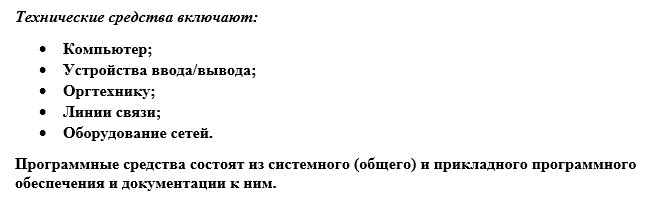 Технические средства включают:
• Компьютер;
• Устройства ввода/вывода;
• Оргтехнику;
• Линии связи;
• Оборудование сетей.
Программные средства состоят из системного (общего) и прикладного программного
обеспечения и документации к ним.